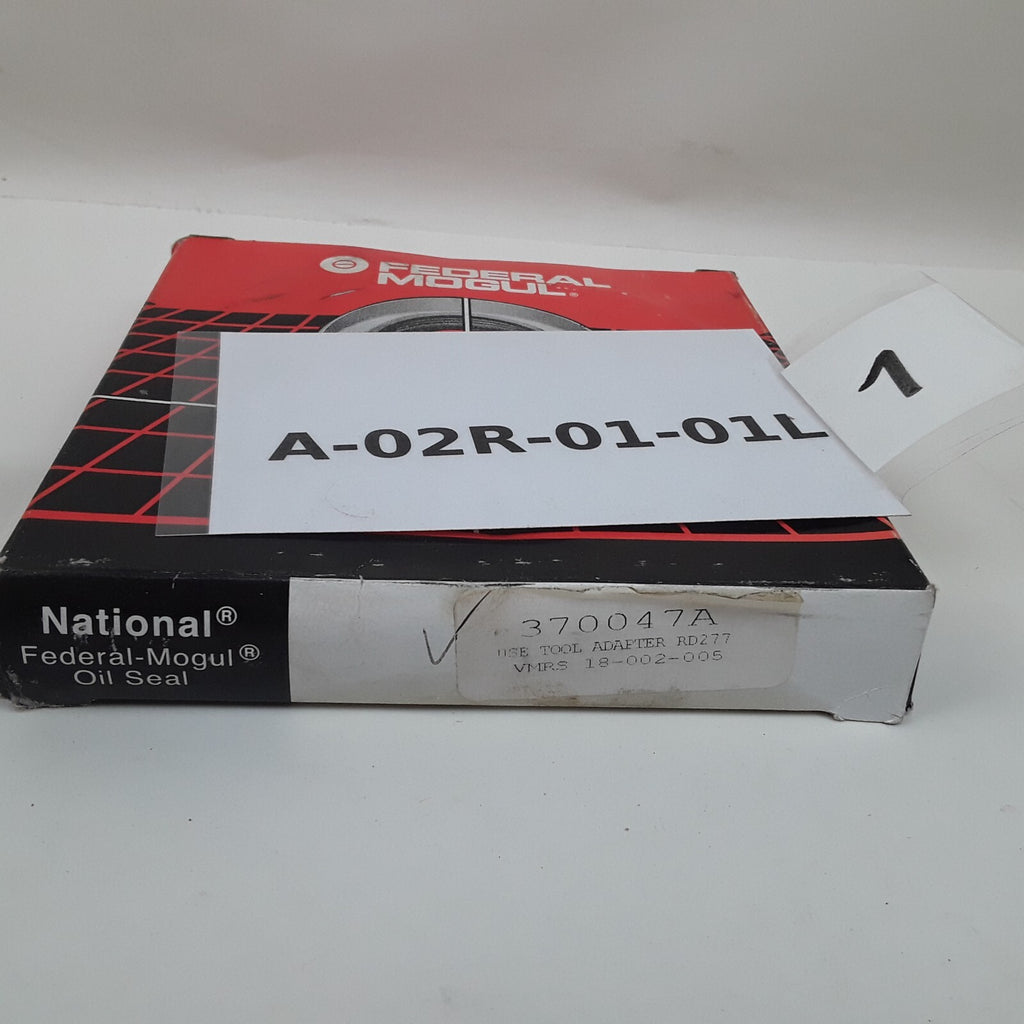 FEDERAL
MOGUL®
A-02R-01-01L
1
National®
Federal-Mogul®
Oil Seal
370047A
USE TOOL ADAPTER RD277
VMRS 18-002-005